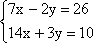 7x − 2y = 26
14x + 3y = 10